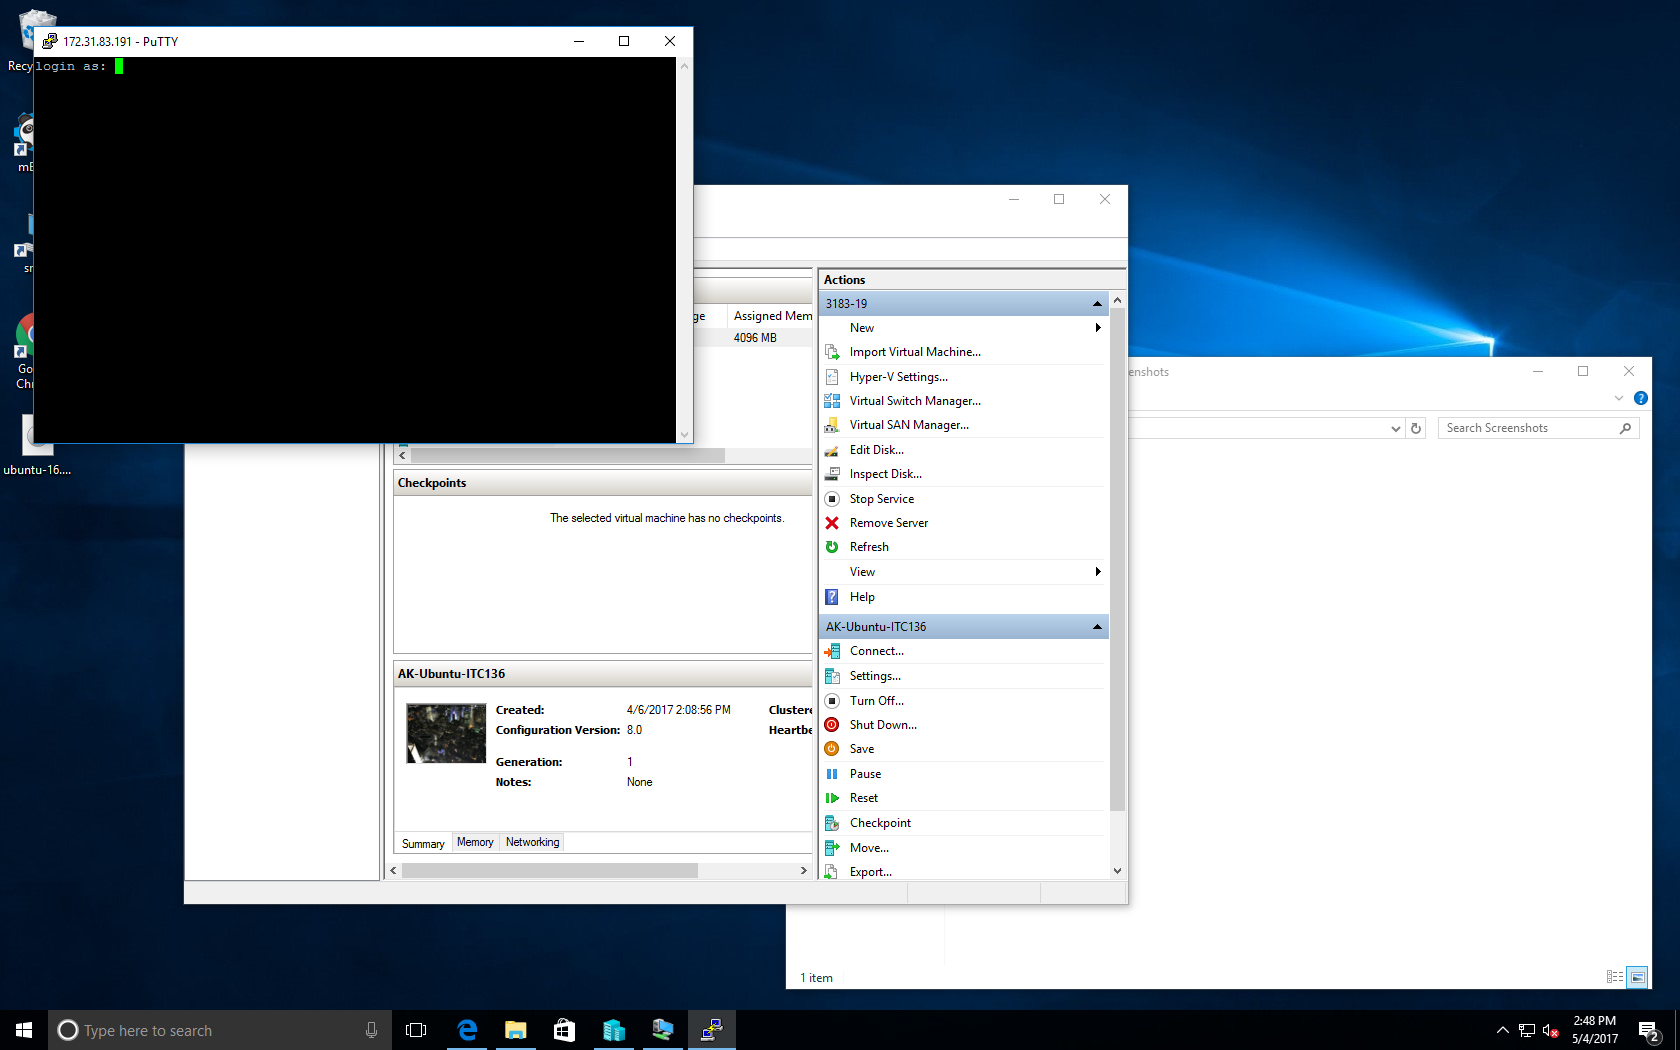 172.31.83.191 - PuTTY
login as:
Recy
mB
sr
Go
Chr
ubuntu-16....
ge
Assigned Mem
4096 MB
Checkpoints
The selected virtual machine has no checkpoints.
AK-Ubuntu-ITC136
Created: 4/6/2017 2:08:56 PM Clustere
Configuration Version: 8.0 Heartbe
Generation: 1
Notes: None
Summary Memory Networking
Actions
3183-19
New
Import Virtual Machine...
Hyper-V Settings...
Virtual Switch Manager...
Virtual SAN Manager...
Edit Disk...
Inspect Disk...
Stop Service
Remove Server
Refresh
View
Help
AK-Ubuntu-ITC136
Connect...
Settings...
Turn Off...
Shut Down...
Save
Pause
Reset
Checkpoint
Move...
Export...
enshots
Search Screenshots
1 item
Type here to search
2:48 PM
5/4/2017
2